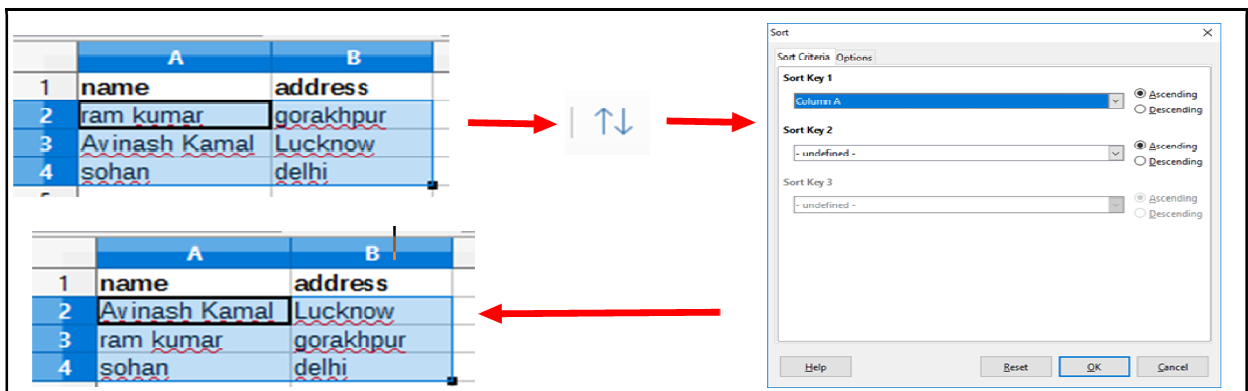 A B
1 name address
2 ram kumar gorakhpur
3 Avinash Kamal Lucknow
4 sohan delhi
Sort
Sort Criteria Options
Sort Key 1
Column A
Ascending
Descending
Sort Key 2
- undefined -
Ascending
Descending
Sort Key 3
- undefined -
Ascending
Descending
Help Reset OK Cancel
A B
1 name address
2 Avinash Kamal Lucknow
3 ram kumar gorakhpur
4 sohan delhi